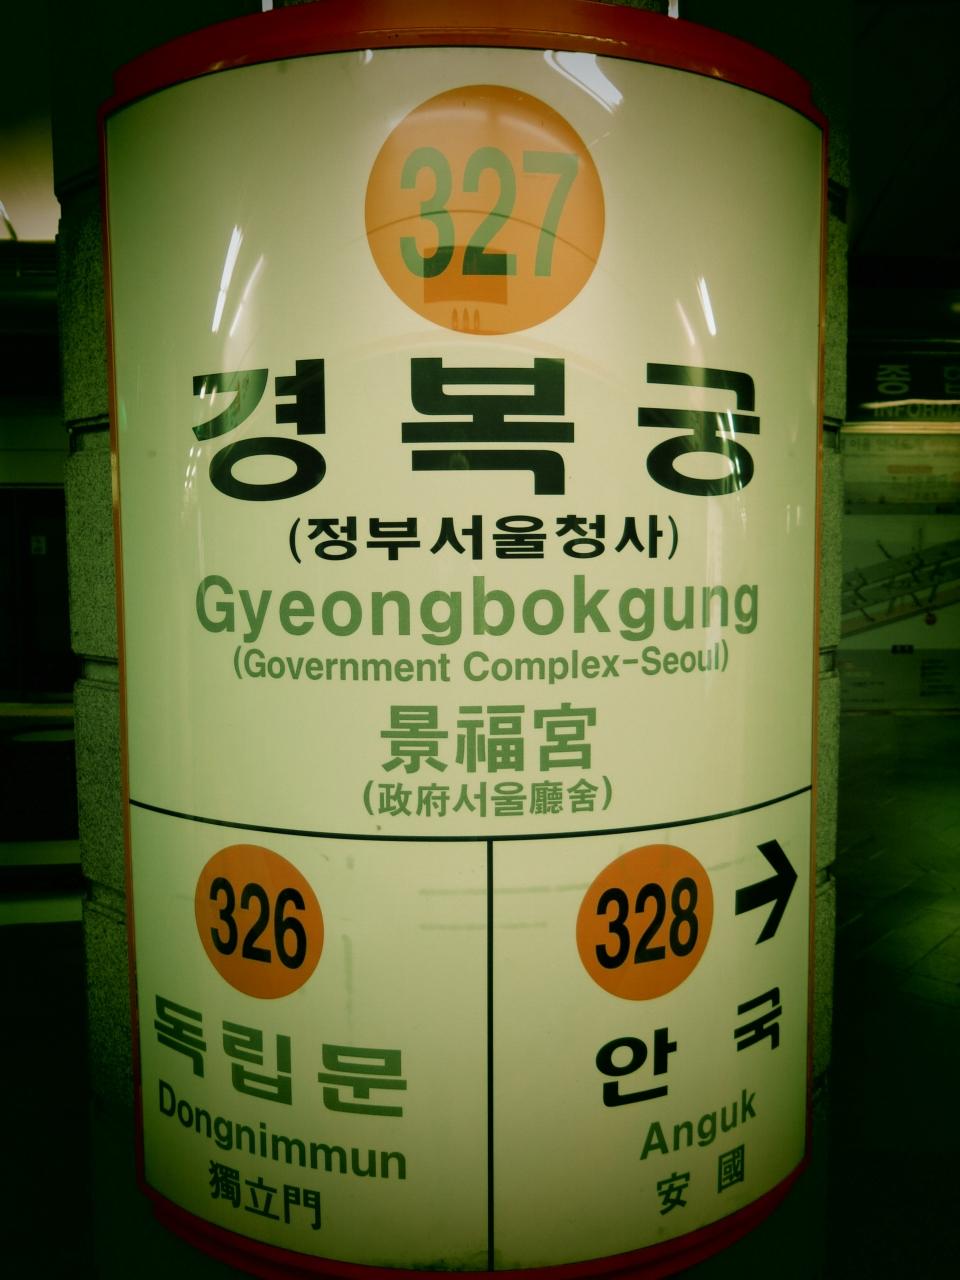 327
경복궁
(정부서울청사)
Gyeongbokgung
(Government Complex-Seoul)
景福宮
(政府서울廳舍)
326
독립문
Dongnimmun
獨立門
328 →
안국
Anguk
安國